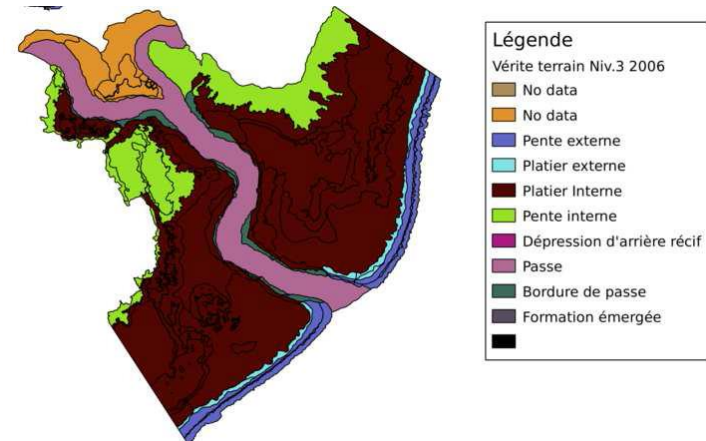 Légende
Vérite terrain Niv.3 2006
No data
No data
Pente externe
Platier externe
Platier Interne
Pente interne
Dépression d'arrière récif
Passe
Bordure de passe
Formation émergée